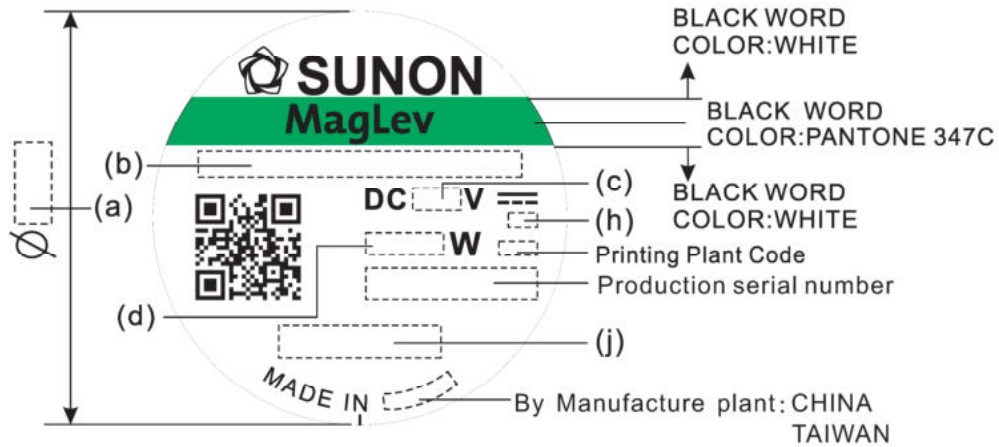 BLACK WORD
COLOR:WHITE
SUNON
MagLev
BLACK WORD
COLOR:PANTONE 347C
(b)
(c)
DC V
BLACK WORD
COLOR:WHITE
(a)
(h)
Ø
W
Printing Plant Code
Production serial number
(d)
(j)
MADE IN
By Manufacture plant: CHINA
TAIWAN